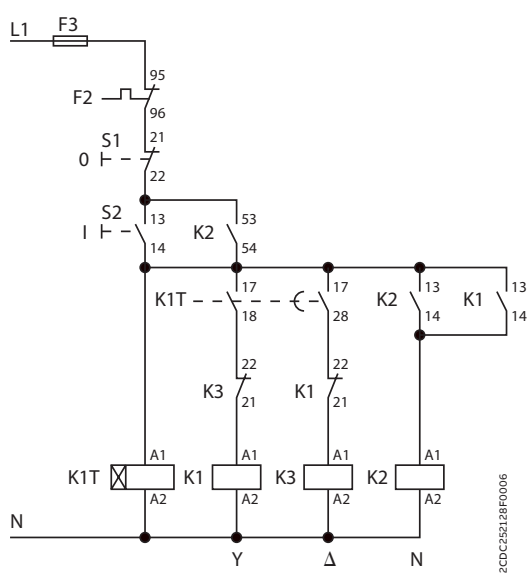 L1 F3
95
F2
96
S1 21
0
22
S2 13 53
I K2
14 54
17 17 13 13
K1T K2 K1
18 28 14 14
22 22
K3 K1
21 21
A1 A1 A1 A1
K1T K1 K3 K2
A2 A2 A2 A2
N
Y Δ N
2CDC252128F0006